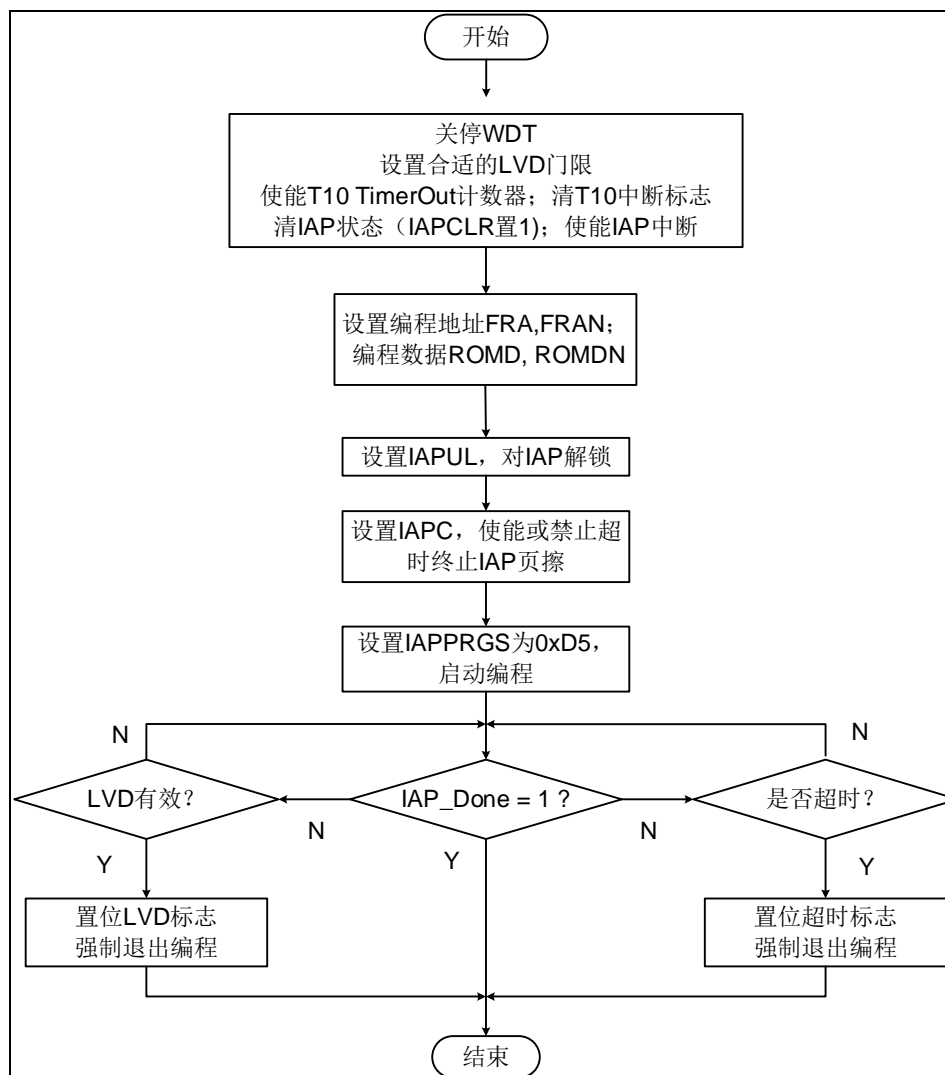 开始
关停WDT
设置合适的LVD门限
使能T10 TimerOut计数器；清T10中断标志
清IAP状态（IAPCLR置1)；使能IAP中断
设置编程地址FRA,FRAN；
编程数据ROMD, ROMDN
设置IAPUL，对IAP解锁
设置IAPC，使能或禁止超
时终止IAP页擦
设置IAPPRGS为0xD5，
启动编程
N
N
LVD有效？
IAP_Done = 1 ?
是否超时？
N
N
Y
Y
Y
置位LVD标志
强制退出编程
置位超时标志
强制退出编程
结束